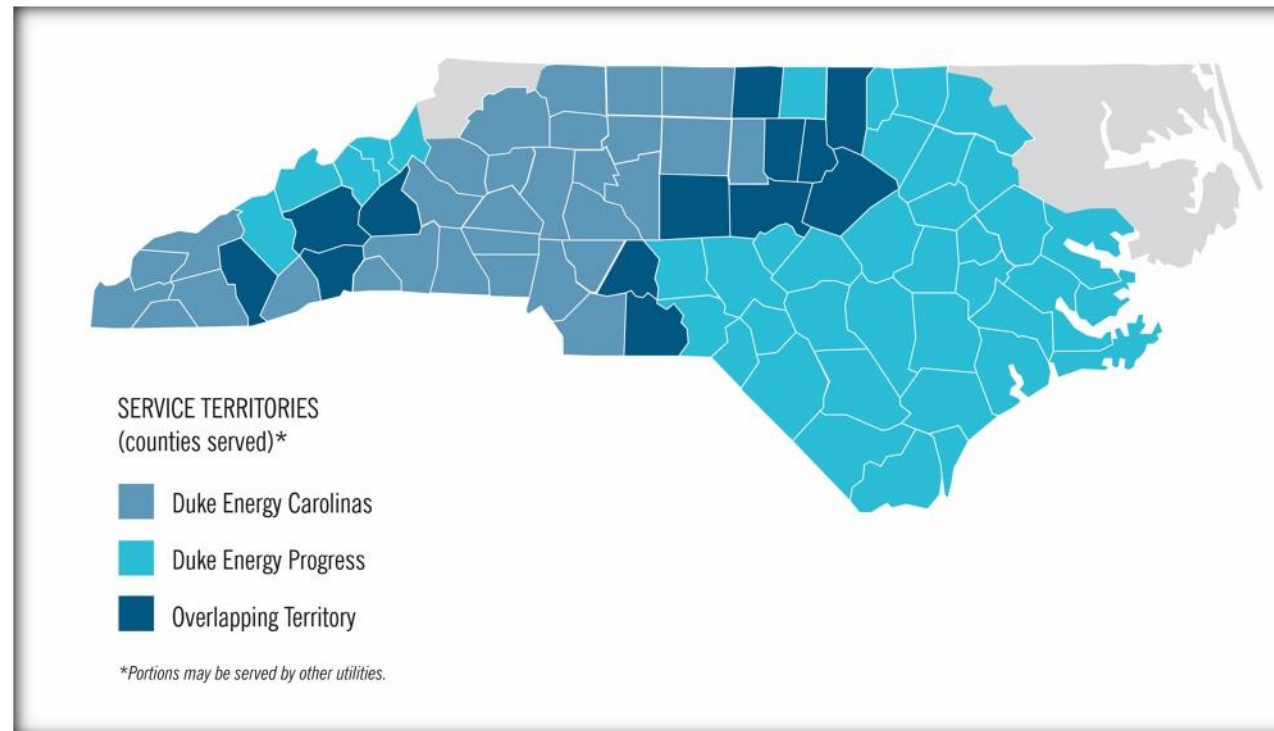 SERVICE TERRITORIES
(counties served)*
Duke Energy Carolinas
Duke Energy Progress
Overlapping Territory
*Portions may be served by other utilities.